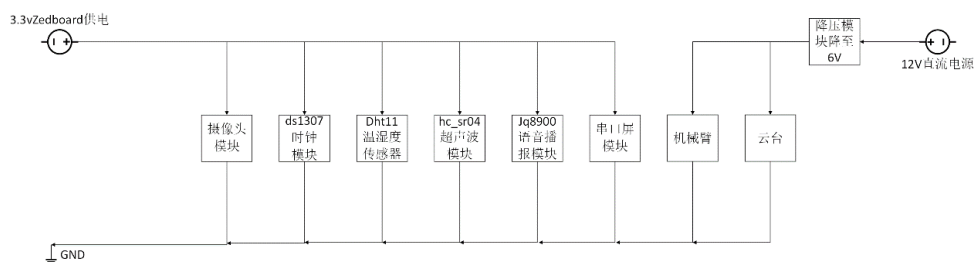 3.3vZedboard供电
降压模
块降至
6V
12V直流电源
摄像头
模块
ds1307
时钟
模块
Dht11
温湿度
传感器
hc_sr04
超声波
模块
Jq8900
语音播
报模块
串口屏
模块
机械臂
云台
GND